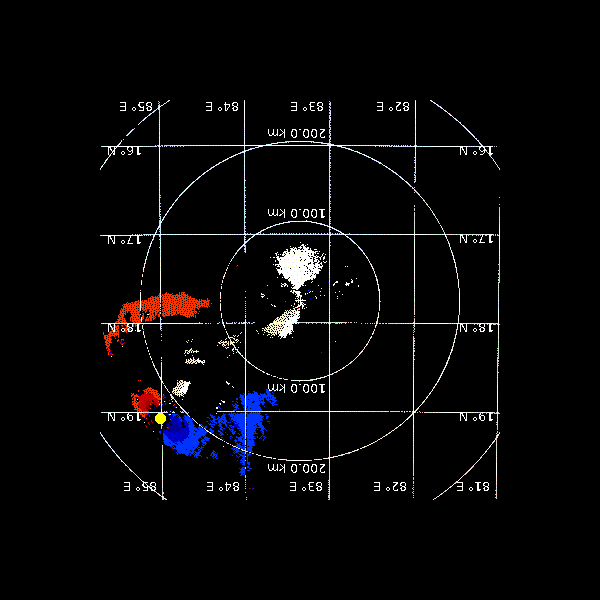 81° E 82° E 83° E 84° E 85° E
200.0 km
19° N 19° N
100.0 km
18° N 18° N
17° N 17° N
100.0 km
16° N 16° N
200.0 km
82° E 83° E 84° E 85° E